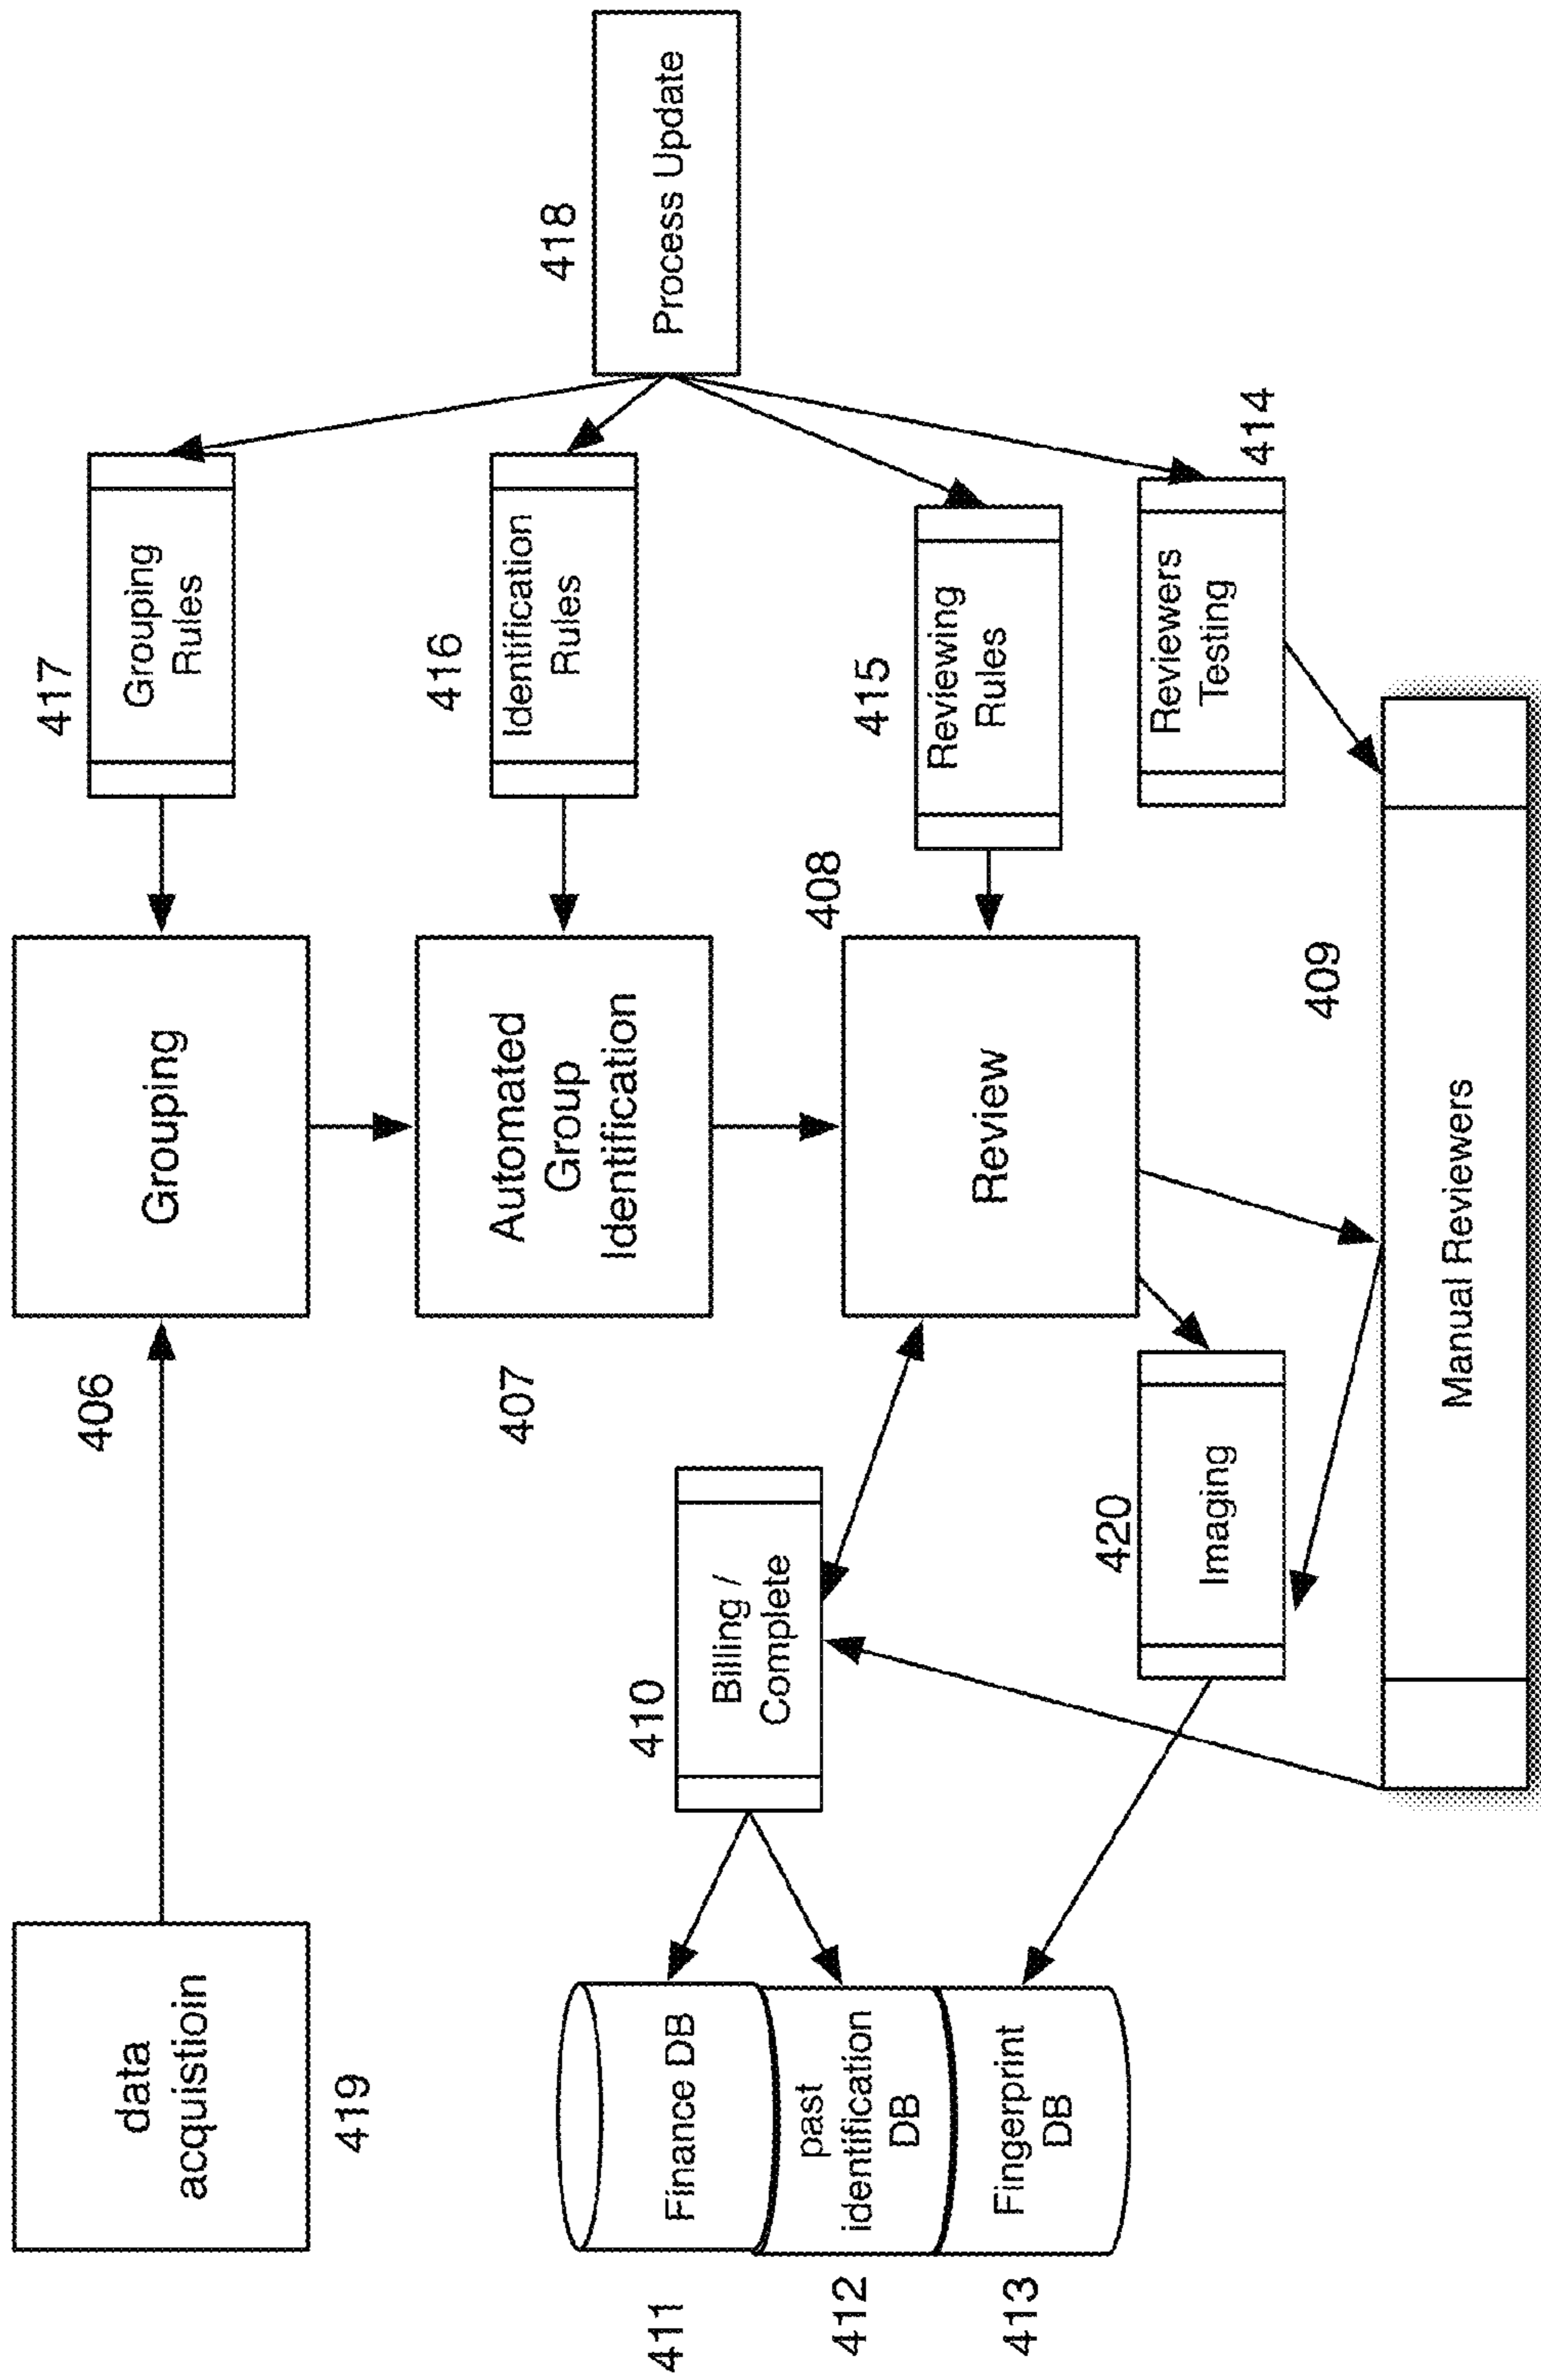 data
acquistioin
419
406
Grouping
417
Grouping
Rules
407
Automated
Group
Identification
416
Identification
Rules
418
Process Update
411
Finance DB
412
past
identification
DB
413
Fingerprint
DB
410
Billing /
Complete
408
Review
415
Reviewing
Rules
420
Imaging
414
Reviewers
Testing
409
Manual Reviewers